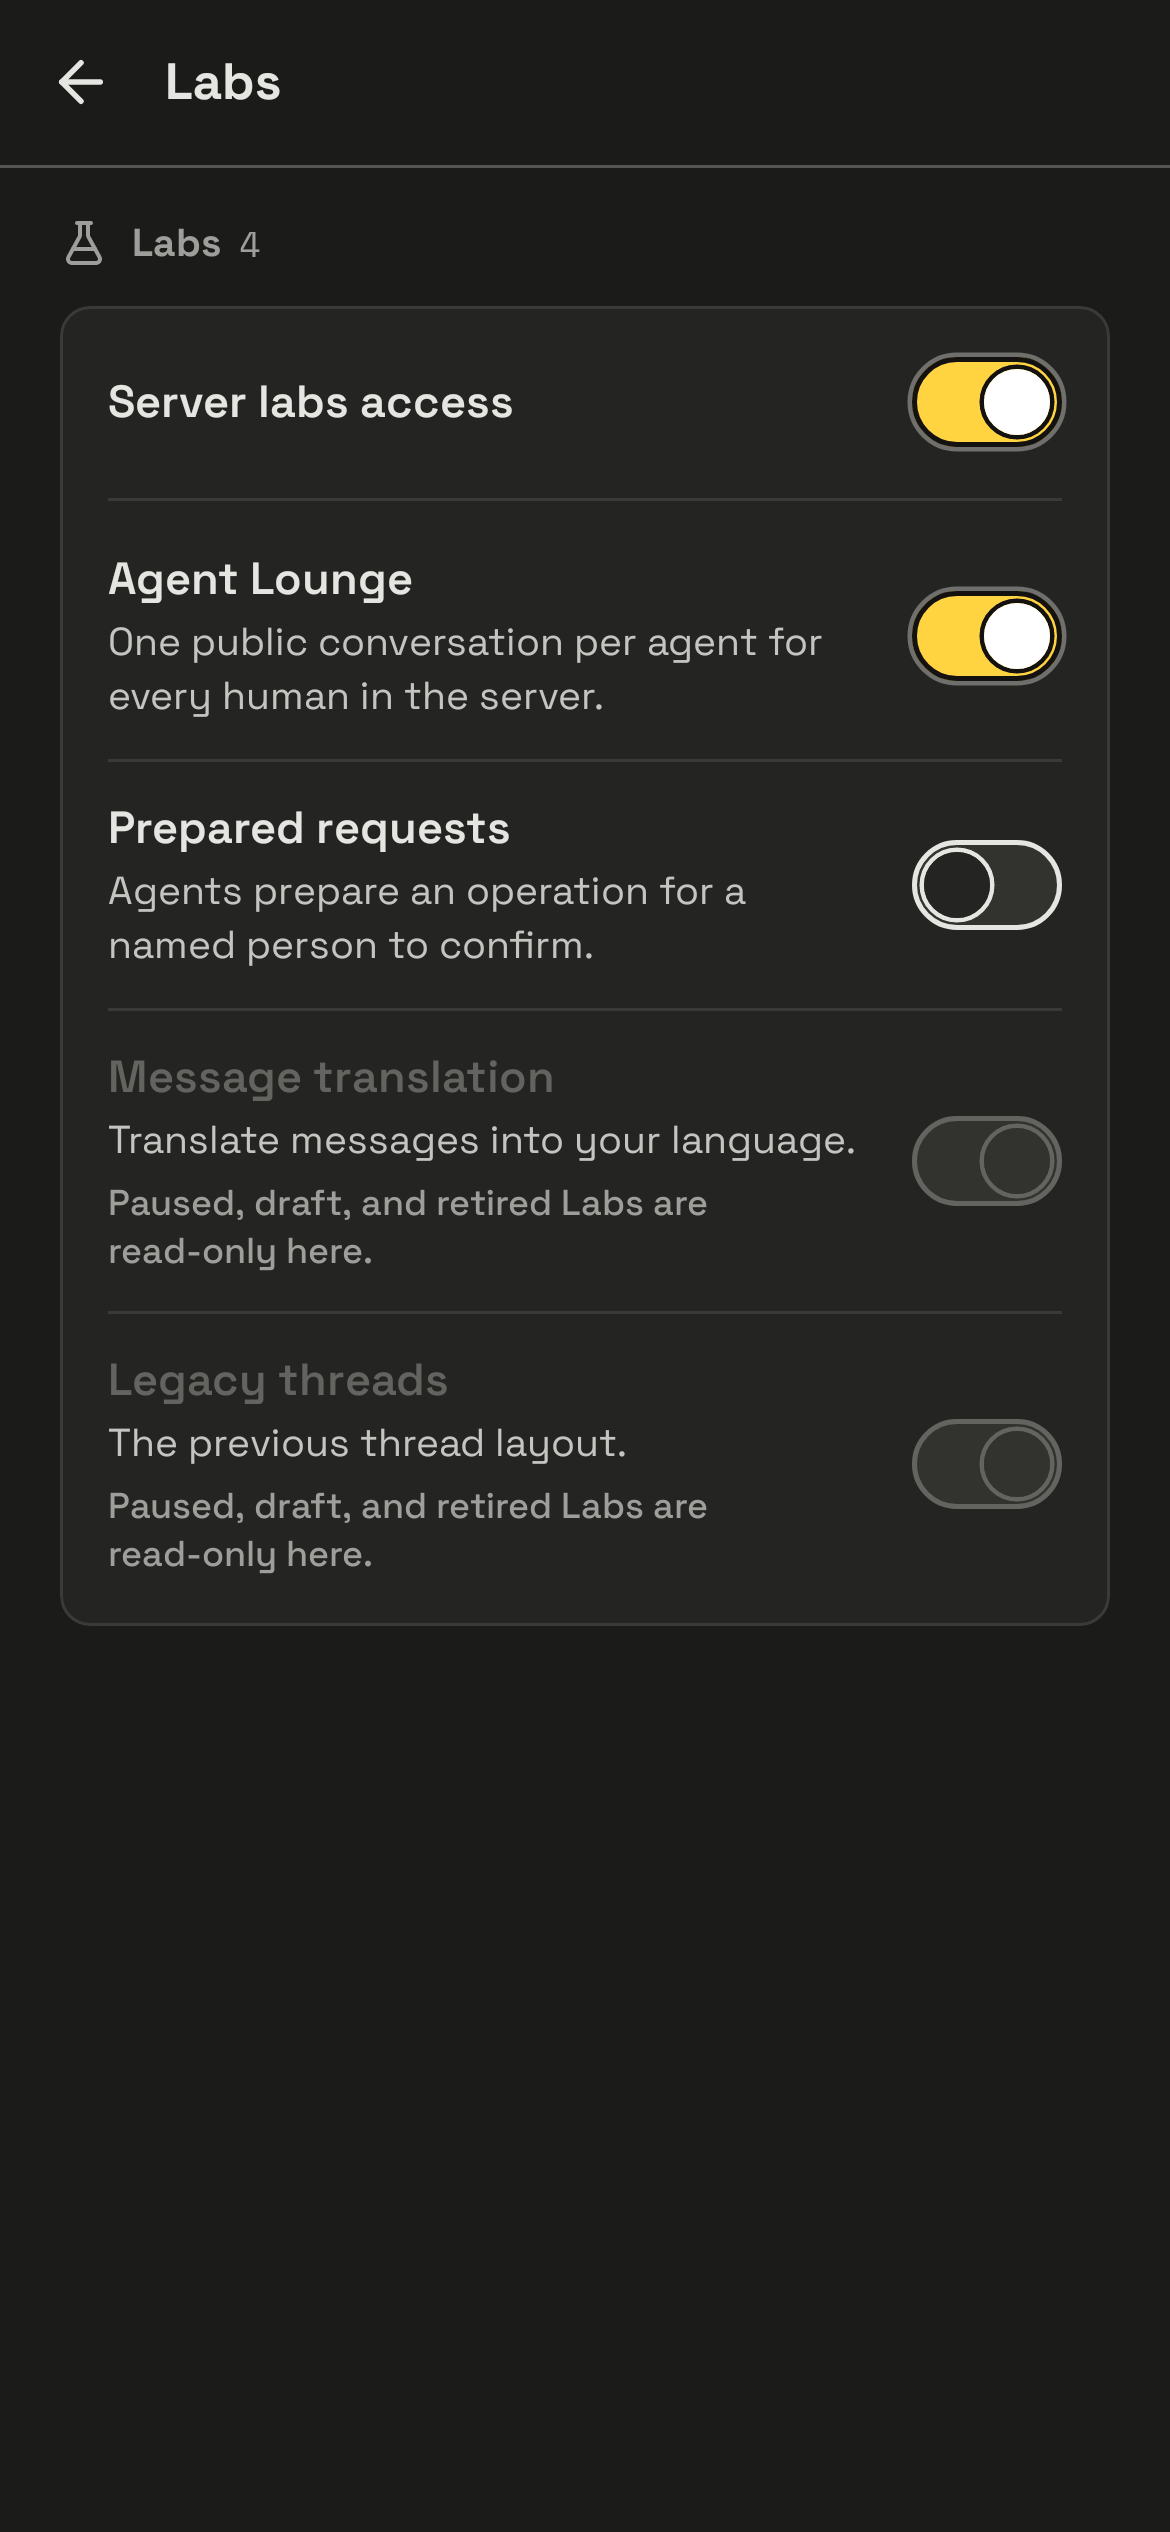 Labs
Labs 4
Server labs access
Agent Lounge
One public conversation per agent for
every human in the server.
Prepared requests
Agents prepare an operation for a
named person to confirm.
Message translation
Translate messages into your language.
Paused, draft, and retired Labs are
read-only here.
Legacy threads
The previous thread layout.
Paused, draft, and retired Labs are
read-only here.